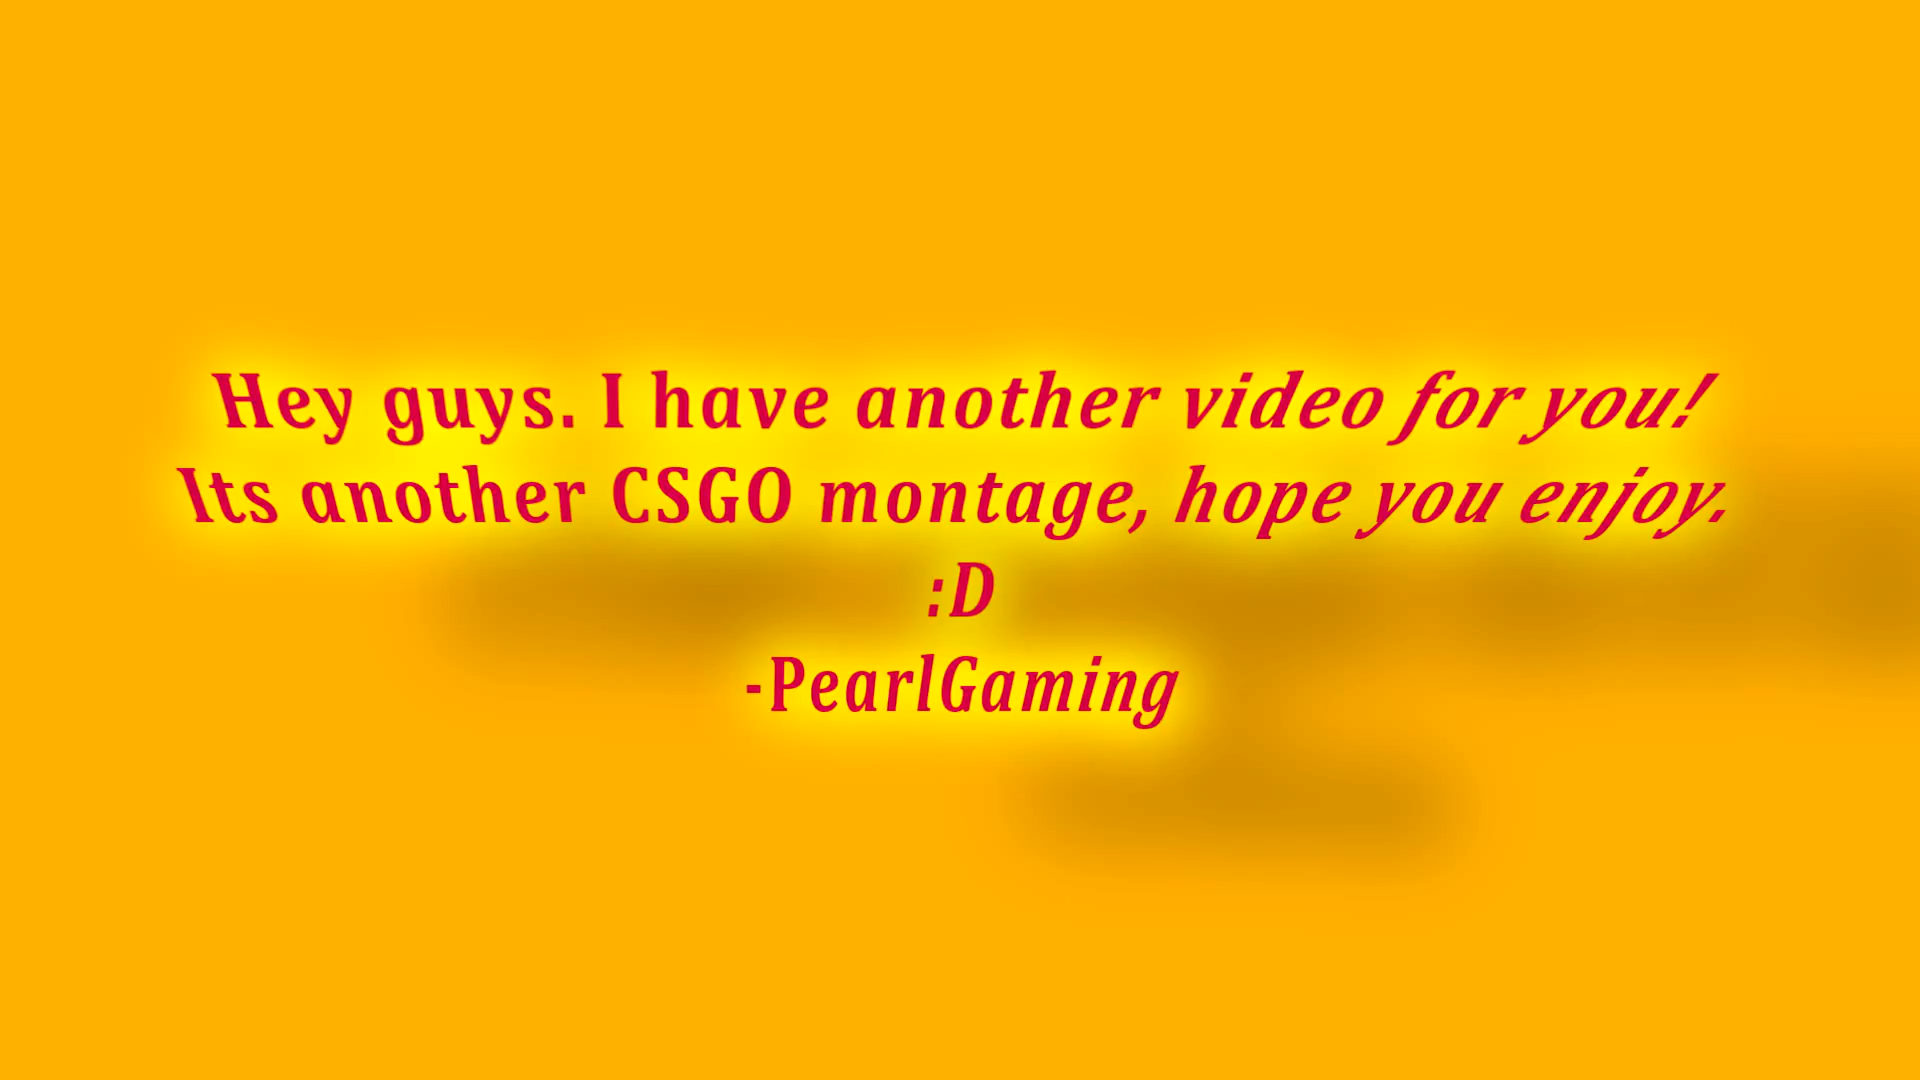 Hey guys. I have another video for you!
Its another CSGO montage, hope you enjoy.
:D
-PearlGaming